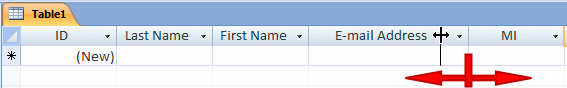 Table1
ID Last Name First Name E-mail Address MI
* (New)